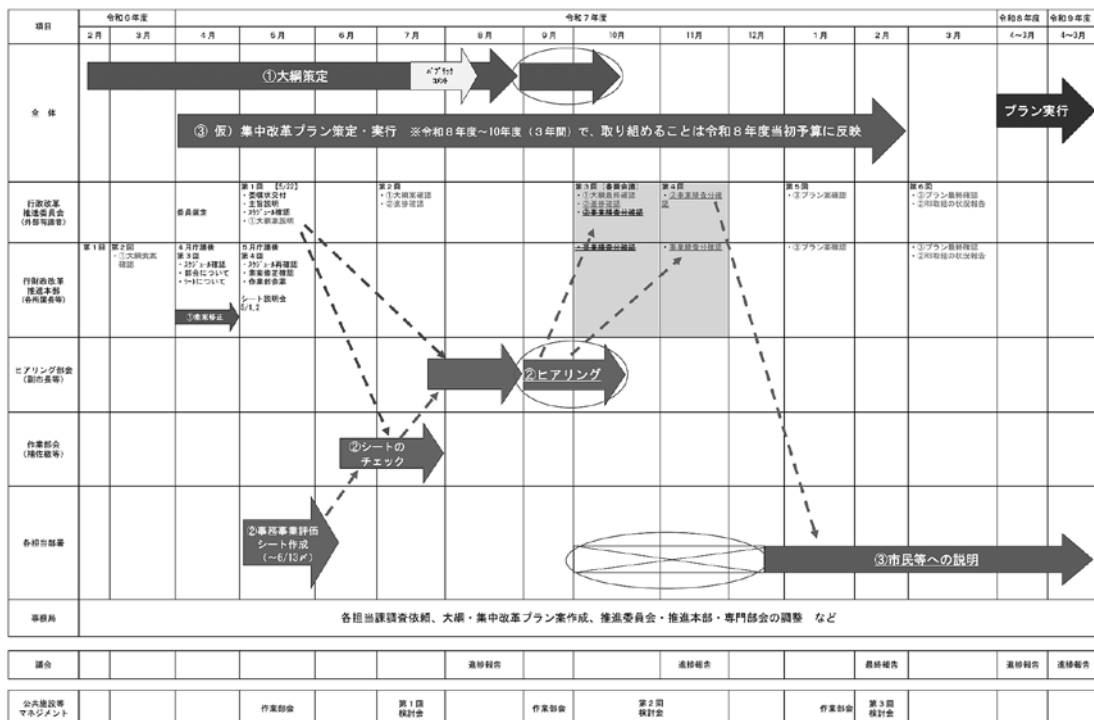 項目
令和6年度
令和7年度
令和8年度
令和9年度
2月
3月
4月
5月
6月
7月
8月
9月
10月
11月
12月
1月
2月
3月
4～3月
4～3月
全 体
①大綱策定
パブリック
コメント
プラン実行
③ 仮）集中改革プラン策定・実行 ※令和8年度～10年度（3年間）で、取り組めることは令和8年度当初予算に反映
行政改革
推進委員会
(外部有識者)
委員選定
第1回 【5/22】
・委嘱状交付
・主旨説明
・スケジュール確認
・①大綱案説明
第2回
・①大綱案確認
・②進捗確認
第3回（書面会議）
・①大綱最終確認
・②進捗確認
・②事業検査分確認
第4回
・②事業検査分確認
第5回
・③プラン案確認
第6回
・③プラン最終確認
・②R8取組の状況報告
行財政改革
推進本部
(各所属長等)
第1回
第2回
・①大綱素案
確認
4月庁議後
第3回
・スケジュール確認
・部会について
・シートについて
①素案修正
5月庁議後
第4回
・スケジュール再確認
・素案修正確認
・作業部会案
シート説明会
5/1,2
・事業検査分確認
・事業検査分確認
・③プラン案確認
・③プラン最終確認
・②R8取組の状況報告
ヒアリング部会
(副市長等)
②ヒアリング
作業部会
(補佐級等)
②シートの
チェック
各担当部署
②事務事業評価
シート作成
（～6/13〆）
③市民等への説明
事務局
各担当課調査依頼、大綱・集中改革プラン案作成、推進委員会・推進本部・専門部会の調整 など
議会
進捗報告
進捗報告
最終報告
進捗報告
進捗報告
公共施設等
マネジメント
作業部会
第1回
検討会
作業部会
第2回
検討会
作業部会
第3回
検討会